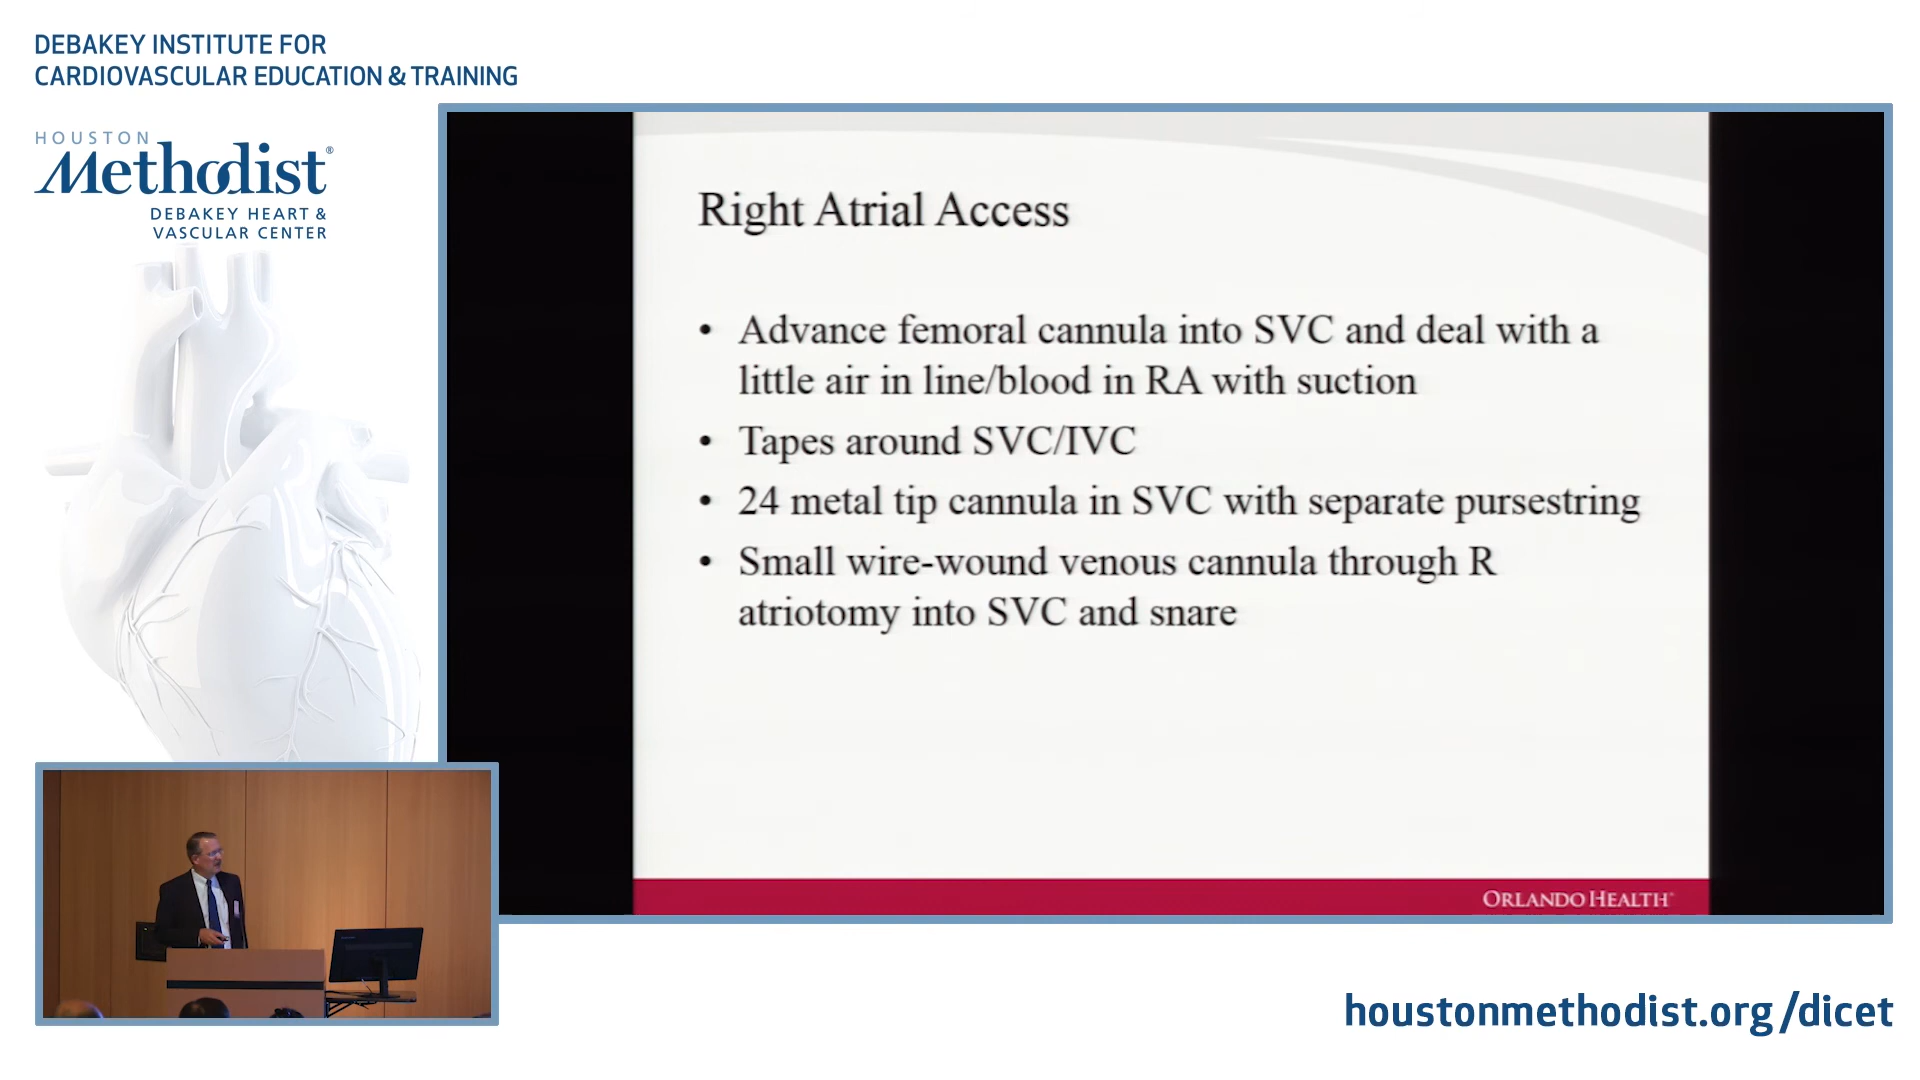 DEBAKEY INSTITUTE FOR
CARDIOVASCULAR EDUCATION & TRAINING
HOUSTON
Methodist®
DEBAKEY HEART &
VASCULAR CENTER
Right Atrial Access
• Advance femoral cannula into SVC and deal with a
little air in line/blood in RA with suction
• Tapes around SVC/IVC
• 24 metal tip cannula in SVC with separate pursestring
• Small wire-wound venous cannula through R
atriotomy into SVC and snare
ORLANDO HEALTH®
houstonmethodist.org/dicet